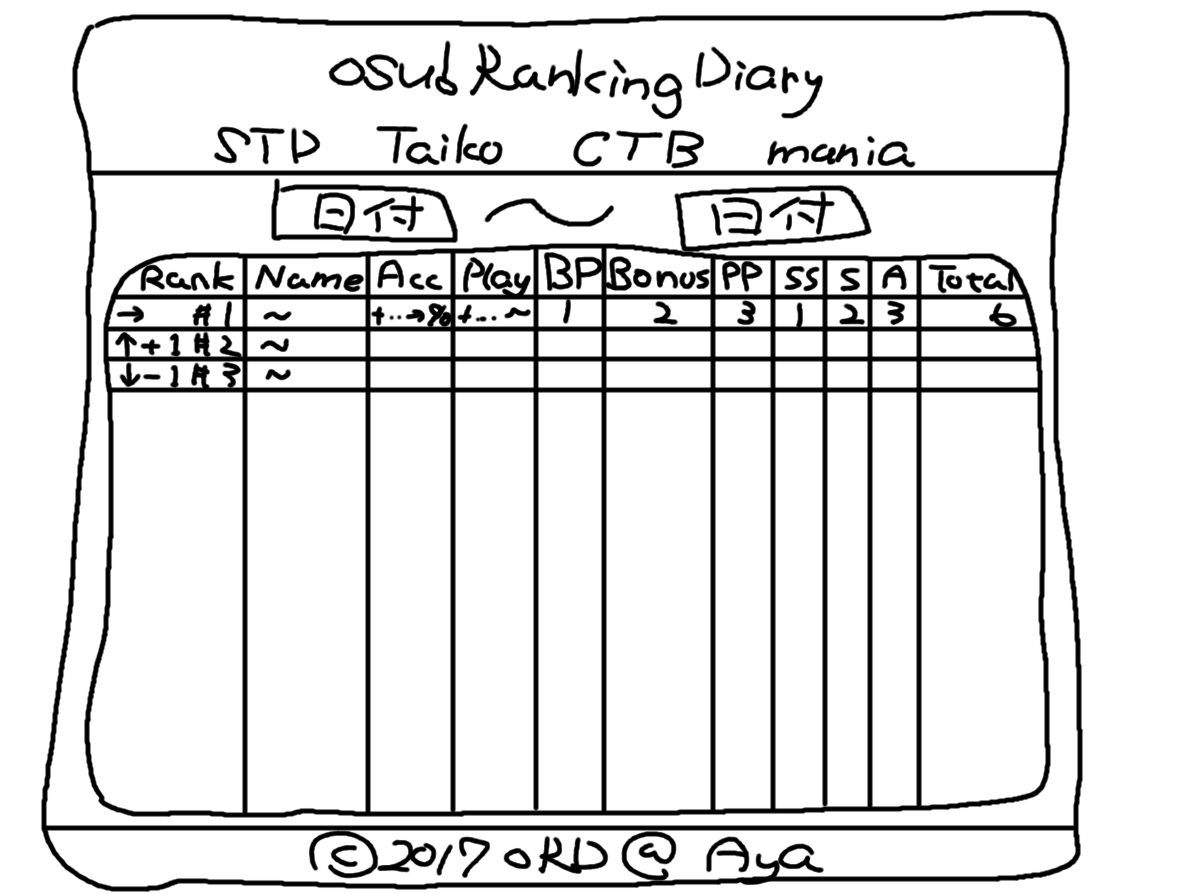 osu! Ranking Diary
STD Taiko CTB mania
日付 ～ 日付
Rank Name Acc Play BP Bonus PP SS S A Total
→ #1 ~ +…→% +…~ 1 2 3 1 2 3 6
↑+1 #2 ~
↓-1 #3 ~
©2017 oRD @ Aya